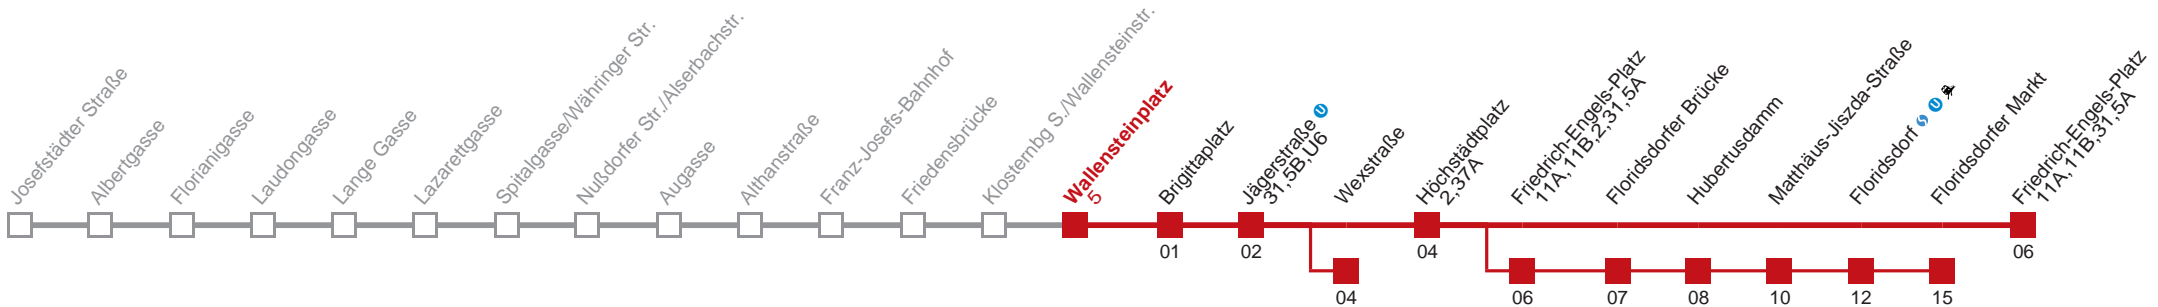 Josefstädter Straße
Albertgasse
Florianigasse
Laudongasse
Lange Gasse
Lazarettgasse
Spitalgasse/Währinger Str.
Nußdorfer Str./Alserbachstr.
Augasse
Althanstraße
Franz-Josefs-Bahnhof
Friedensbrücke
Klosternbg S./Wallensteinstr.
Wallensteinplatz
5
Brigittaplatz
Jägerstraße U
31,5B,U6
Wexstraße
Höchstädtplatz
2,37A
Friedrich-Engels-Platz
11A,11B,2,31,5A
Floridsdorfer Brücke
Hubertusdamm
Matthäus-Jiszda-Straße
Floridsdorf S U
Floridsdorfer Markt
Friedrich-Engels-Platz
11A,11B,31,5A
01
02
04
06
04
06
07
08
10
12
15